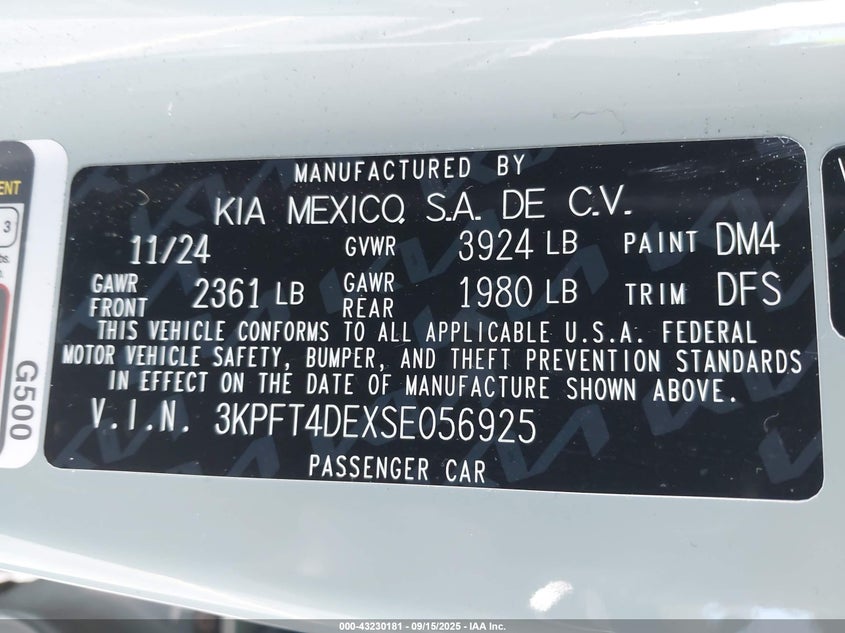 MANUFACTURED BY
KIA MEXICO, S.A. DE C.V.
11/24 GVWR 3924 LB PAINT DM4
GAWR FRONT 2361 LB GAWR REAR 1980 LB TRIM DFS
THIS VEHICLE CONFORMS TO ALL APPLICABLE U.S.A. FEDERAL
MOTOR VEHICLE SAFETY, BUMPER, AND THEFT PREVENTION STANDARDS
IN EFFECT ON THE DATE OF MANUFACTURE SHOWN ABOVE.
V.I.N. 3KPFT4DEXSE056925
PASSENGER CAR
G500
3
000-43230181 - 09/15/2025 - IAA Inc.